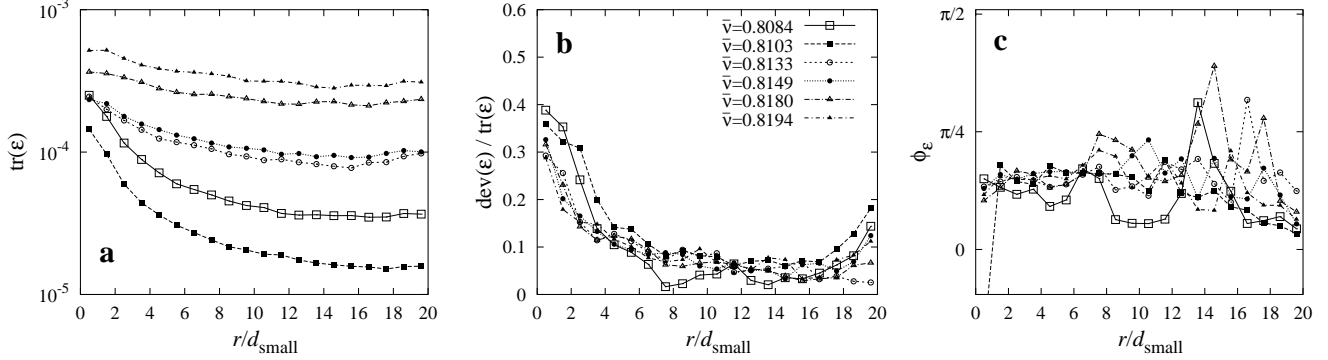 10⁻³
10⁻⁴
10⁻⁵
tr(ε)
a
0 2 4 6 8 10 12 14 16 18 20
r/d_small
0.6
0.5
0.4
0.3
0.2
0.1
0
dev(ε) / tr(ε)
b
ν̄=0.8084
ν̄=0.8103
ν̄=0.8133
ν̄=0.8149
ν̄=0.8180
ν̄=0.8194
0 2 4 6 8 10 12 14 16 18 20
r/d_small
π/2
π/4
0
ϕ_ε
c
0 2 4 6 8 10 12 14 16 18 20
r/d_small